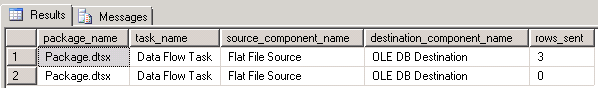 Results Messages
package_name task_name source_component_name destination_component_name rows_sent
1 Package.dtsx Data Flow Task Flat File Source OLE DB Destination 3
2 Package.dtsx Data Flow Task Flat File Source OLE DB Destination 0